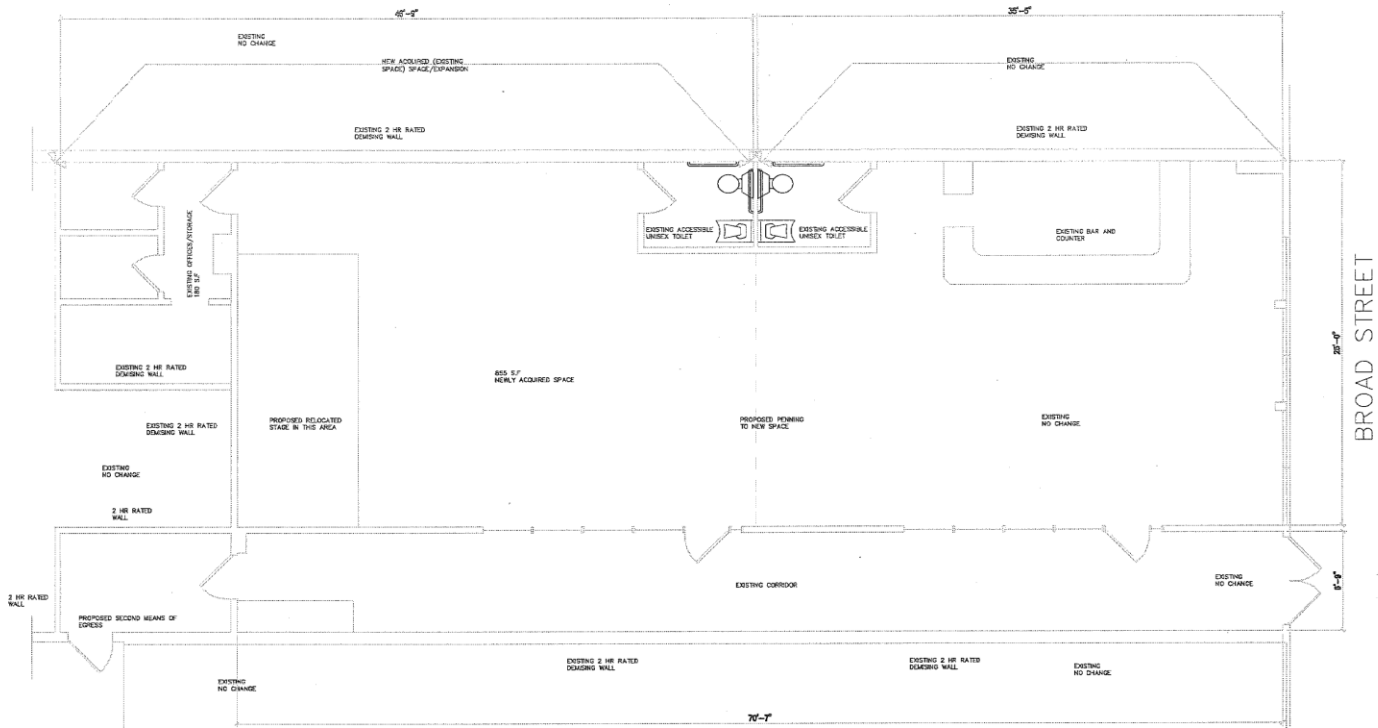 46'-9"
35'-5"
EXISTING
NO CHANGE
NEW ACQUIRED (EXISTING
SPACE) SPACE/EXPANSION
EXISTING
NO CHANGE
EXISTING 2 HR RATED
DEMISING WALL
EXISTING 2 HR RATED
DEMISING WALL
EXISTING ACCESSIBLE
UNISEX TOILET
EXISTING ACCESSIBLE
UNISEX TOILET
EXISTING BAR AND
COUNTER
EXISTING OFFICES/STORAGE
180 S.F
BROAD STREET
25'-0"
EXISTING 2 HR RATED
DEMISING WALL
855 S.F
NEWLY ACQUIRED SPACE
EXISTING 2 HR RATED
DEMISING WALL
PROPOSED RELOCATED
STAGE IN THIS AREA
PROPOSED PENNING
TO NEW SPACE
EXISTING
NO CHANGE
EXISTING
NO CHANGE
2 HR RATED
WALL
EXISTING CORRIDOR
EXISTING
NO CHANGE
2 HR RATED
WALL
PROPOSED SECOND MEANS OF
EGRESS
EXISTING 2 HR RATED
DEMISING WALL
EXISTING 2 HR RATED
DEMISING WALL
EXISTING
NO CHANGE
EXISTING
NO CHANGE
70'-7"